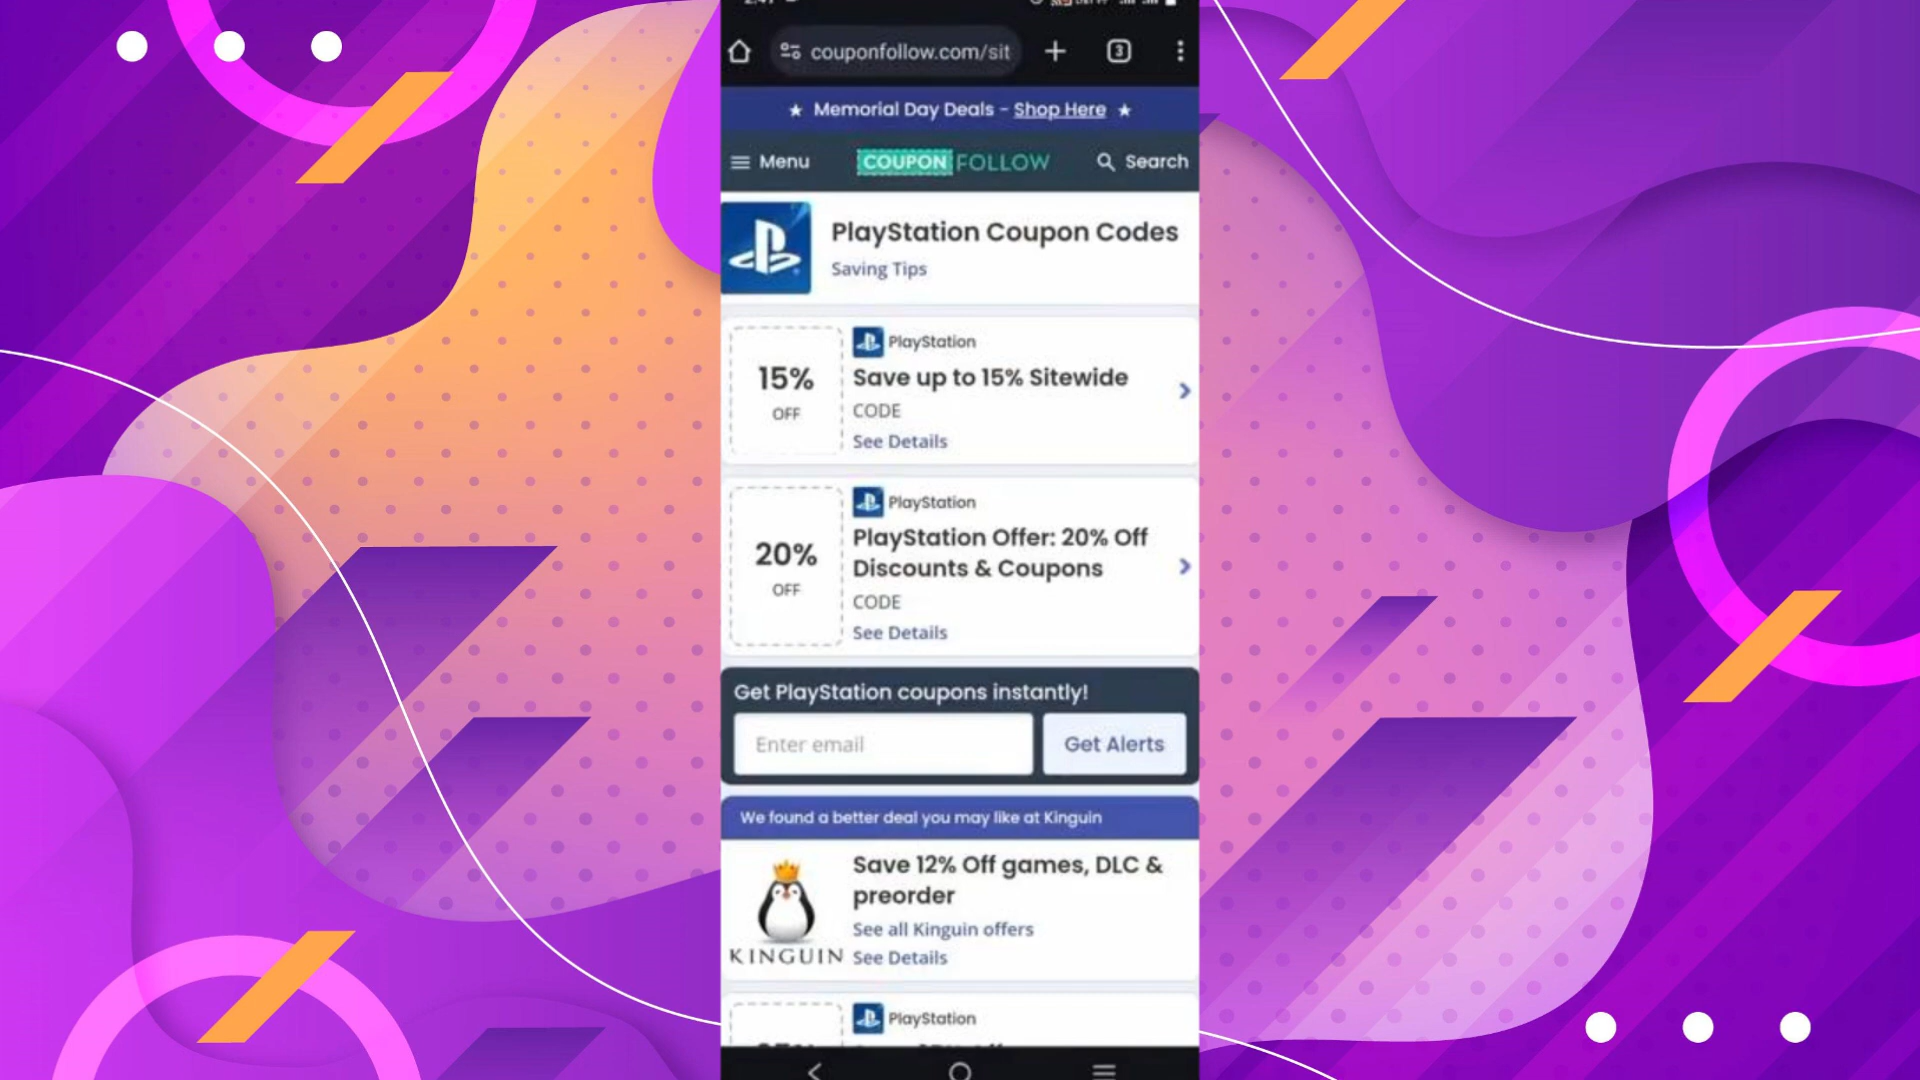 couponfollow.com/sit
3
★ Memorial Day Deals - Shop Here ★
Menu
COUPON FOLLOW
Search
PlayStation Coupon Codes
Saving Tips
15%
OFF
PlayStation
Save up to 15% Sitewide
CODE
See Details
20%
OFF
PlayStation
PlayStation Offer: 20% Off
Discounts & Coupons
CODE
See Details
Get PlayStation coupons instantly!
Enter email
Get Alerts
We found a better deal you may like at Kinguin
KINGUIN
Save 12% Off games, DLC &
preorder
See all Kinguin offers
See Details
PlayStation